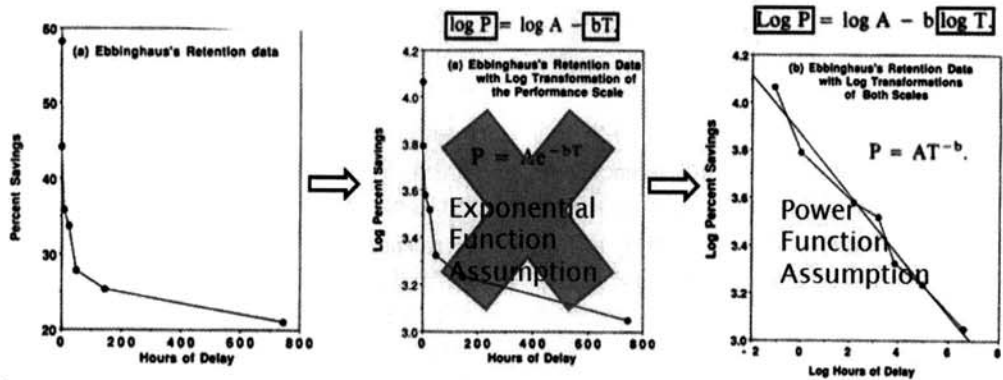 60
50
40
30
20
Percent Savings
(a) Ebbinghaus's Retention data
0 200 400 600 800
Hours of Delay
log P = log A − bT.
4.2
4.0
3.8
3.6
3.4
3.2
3.0
Log Percent Savings
(a) Ebbinghaus's Retention Data
with Log Transformation of
the Performance Scale
P = Ae^−bT
Exponential
Function
Assumption
0 200 400 600 800
Hours of Delay
Log P = log A − b log T.
4.2
4.0
3.8
3.6
3.4
3.2
3.0
Log Percent Savings
(b) Ebbinghaus's Retention Data
with Log Transformations
of Both Scales
P = AT^−b.
Power
Function
Assumption
-2 0 2 4 6 8
Log Hours of Delay